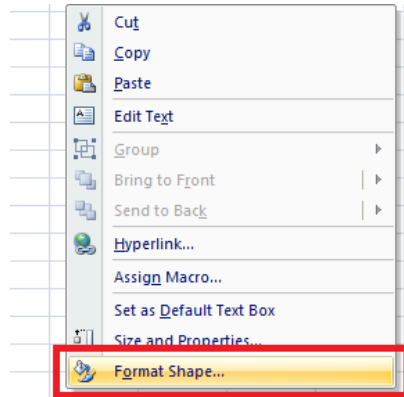 Cut
Copy
Paste
Edit Text
Group
Bring to Front
Send to Back
Hyperlink...
Assign Macro...
Set as Default Text Box
Size and Properties...
Format Shape...